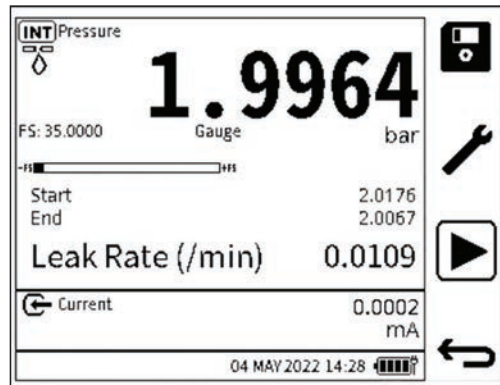 INT Pressure
1.9964
FS: 35.0000 Gauge bar
-FS +FS
Start 2.0176
End 2.0067
Leak Rate (/min) 0.0109
Current 0.0002
mA
04 MAY 2022 14:28